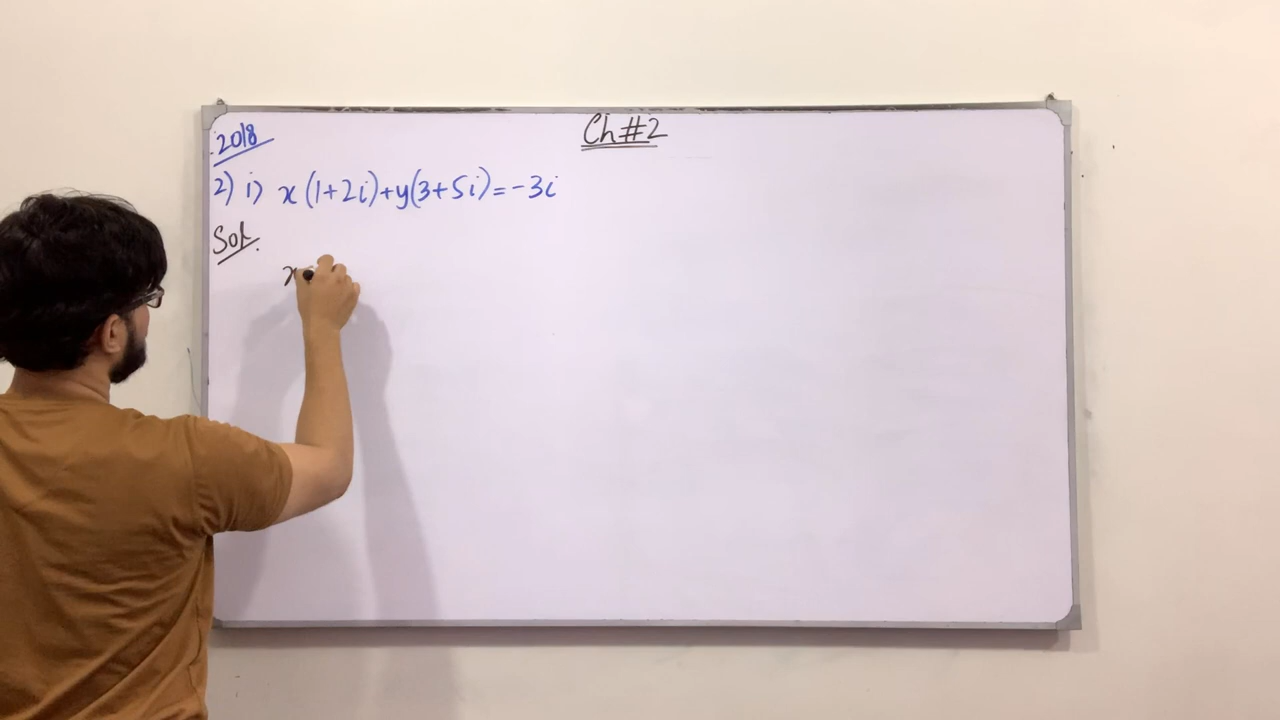 Ch#2
2018
2) i) x(1+2i)+y(3+5i)=-3i
Sol.
x